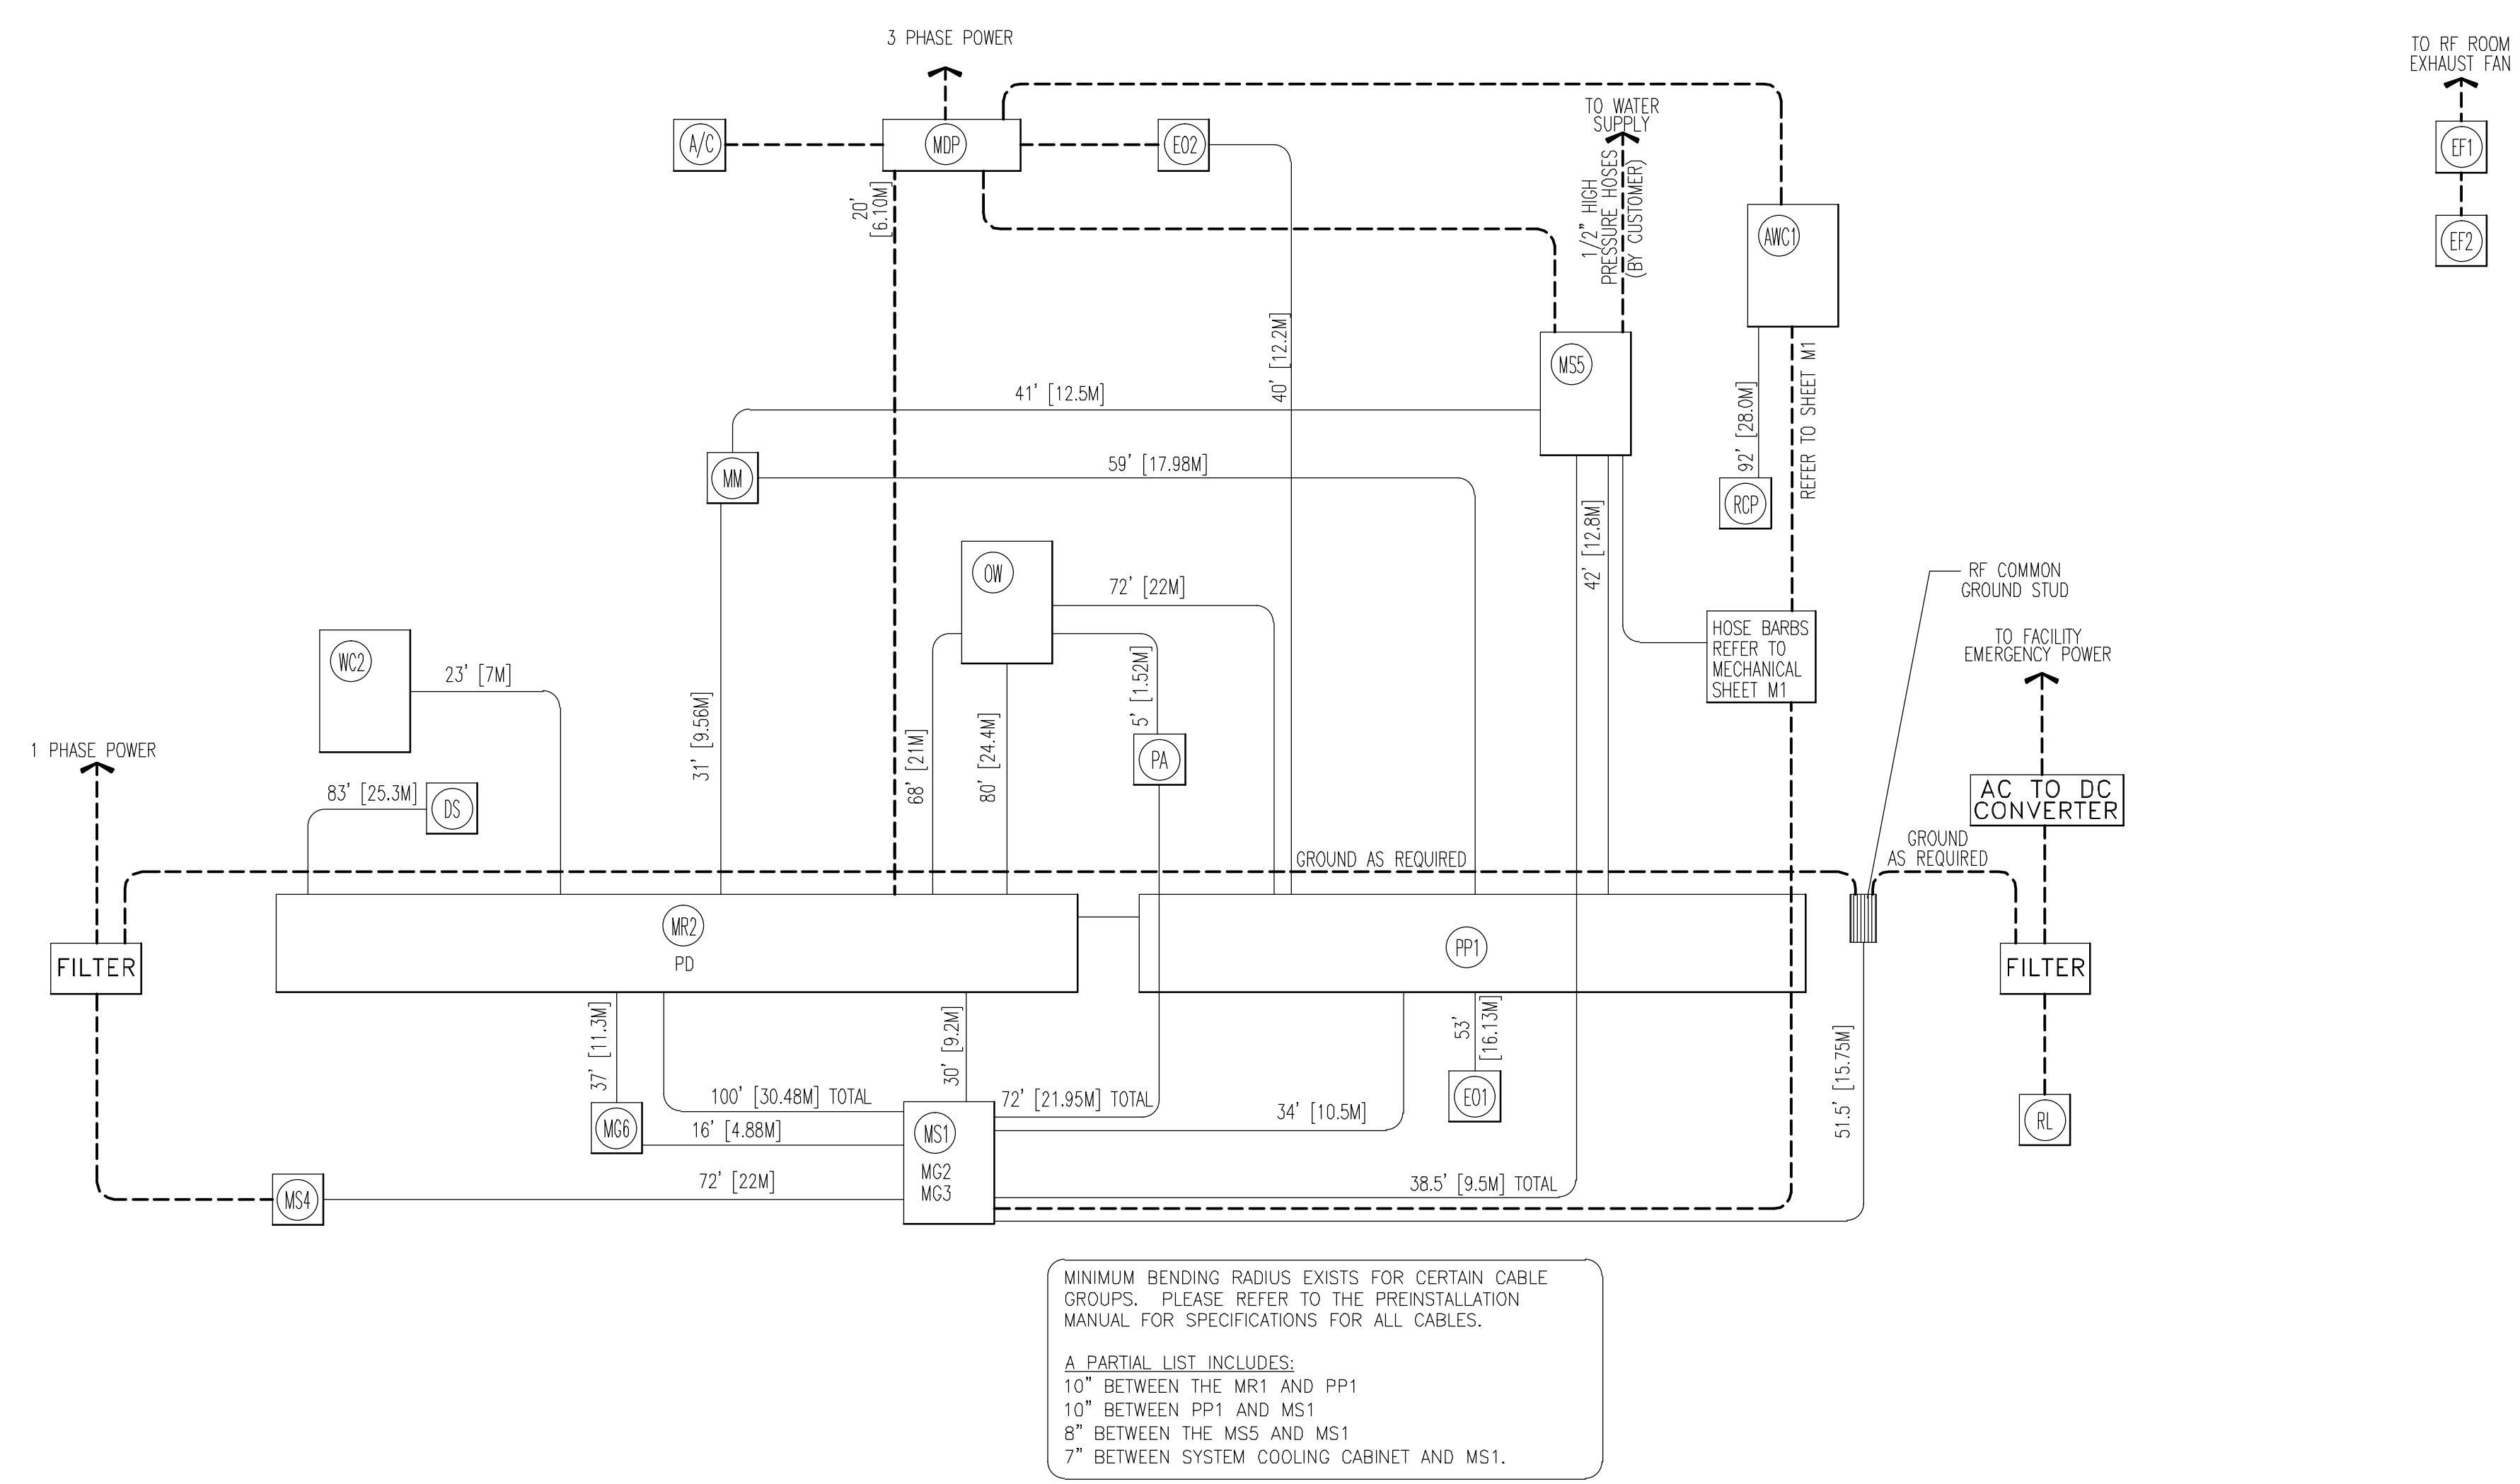 3 PHASE POWER
TO RF ROOM
EXHAUST FAN
A/C
MDP
EO2
TO WATER
SUPPLY
EF1
EF2
20'
[6.10M]
1/2" HIGH
PRESSURE HOSES
(BY CUSTOMER)
AWC1
40' [12.2M]
MS5
REFER TO SHEET M1
92' [28.0M]
41' [12.5M]
MM
59' [17.98M]
RCP
42' [12.8M]
OW
72' [22M]
RF COMMON
GROUND STUD
HOSE BARBS
REFER TO
MECHANICAL
SHEET M1
TO FACILITY
EMERGENCY POWER
WC2
23' [7M]
31' [9.56M]
68' [21M]
80' [24.4M]
5' [1.52M]
PA
1 PHASE POWER
83' [25.3M]
DS
AC TO DC
CONVERTER
GROUND AS REQUIRED
GROUND
AS REQUIRED
MR2
PD
PP1
FILTER
FILTER
37' [11.3M]
30' [9.2M]
53'
[16.13M]
51.5' [15.75M]
100' [30.48M] TOTAL
72' [21.95M] TOTAL
34' [10.5M]
EO1
MG6
16' [4.88M]
MS1
MG2
MG3
RL
72' [22M]
38.5' [9.5M] TOTAL
MS4
MINIMUM BENDING RADIUS EXISTS FOR CERTAIN CABLE
GROUPS. PLEASE REFER TO THE PREINSTALLATION
MANUAL FOR SPECIFICATIONS FOR ALL CABLES.
A PARTIAL LIST INCLUDES:
10" BETWEEN THE MR1 AND PP1
10" BETWEEN PP1 AND MS1
8" BETWEEN THE MS5 AND MS1
7" BETWEEN SYSTEM COOLING CABINET AND MS1.